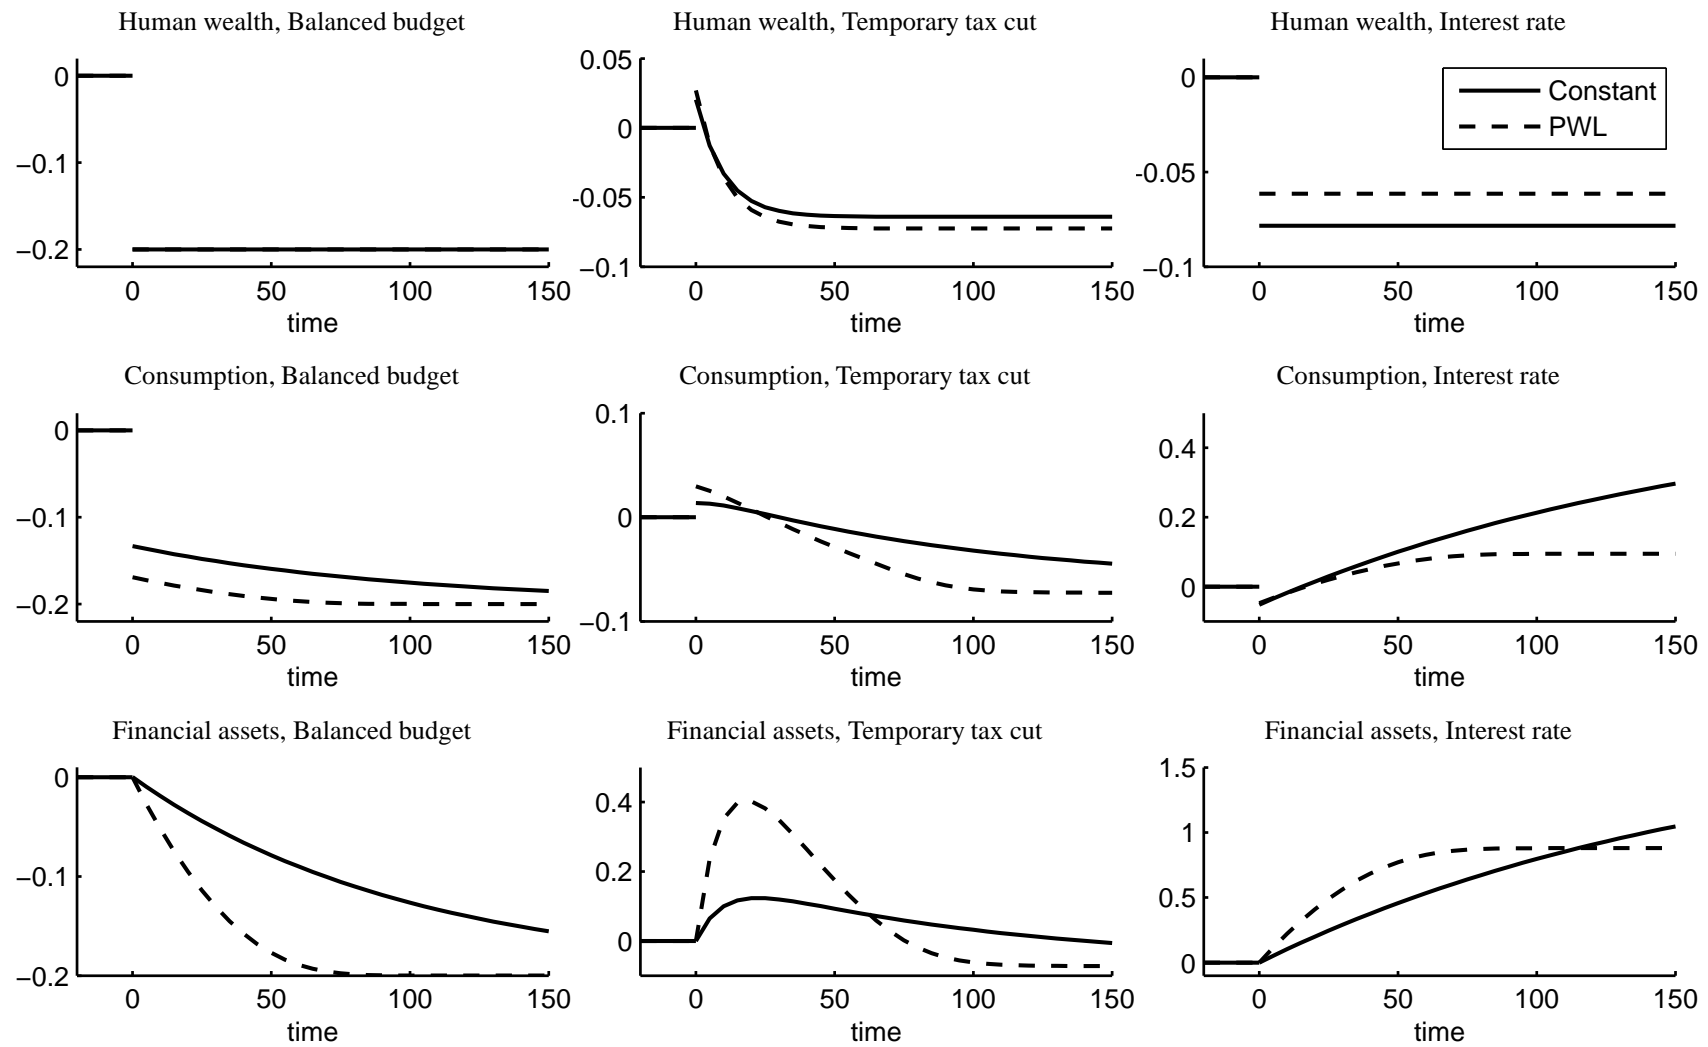 Human wealth, Balanced budget
0
−0.1
−0.2
0 50 100 150
time
Human wealth, Temporary tax cut
0.05
0
-0.05
−0.1
0 50 100 150
time
Human wealth, Interest rate
Constant
PWL
0
-0.05
−0.1
0 50 100 150
time
Consumption, Balanced budget
0
−0.1
−0.2
0 50 100 150
time
Consumption, Temporary tax cut
0.1
0
−0.1
0 50 100 150
time
Consumption, Interest rate
0.4
0.2
0
0 50 100 150
time
Financial assets, Balanced budget
0
−0.1
−0.2
0 50 100 150
time
Financial assets, Temporary tax cut
0.4
0.2
0
0 50 100 150
time
Financial assets, Interest rate
1.5
1
0.5
0
0 50 100 150
time